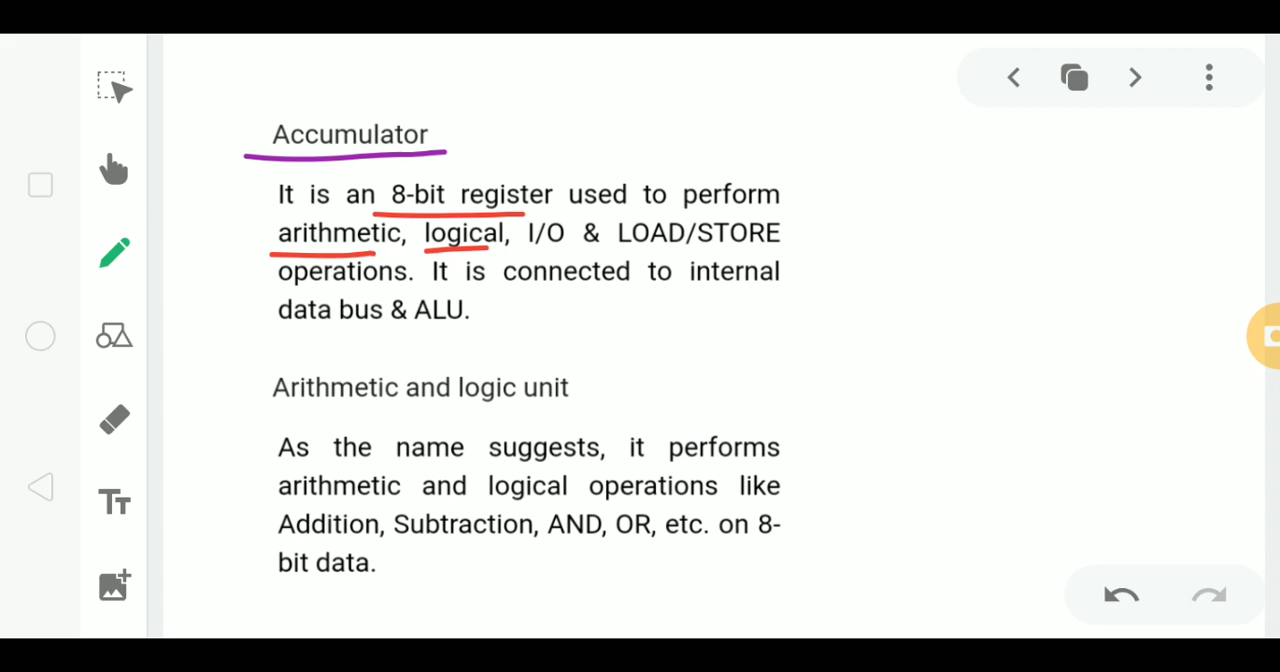 Accumulator
It is an 8-bit register used to perform
arithmetic, logical, I/O & LOAD/STORE
operations. It is connected to internal
data bus & ALU.
Arithmetic and logic unit
As the name suggests, it performs
arithmetic and logical operations like
Addition, Subtraction, AND, OR, etc. on 8-
bit data.
TT